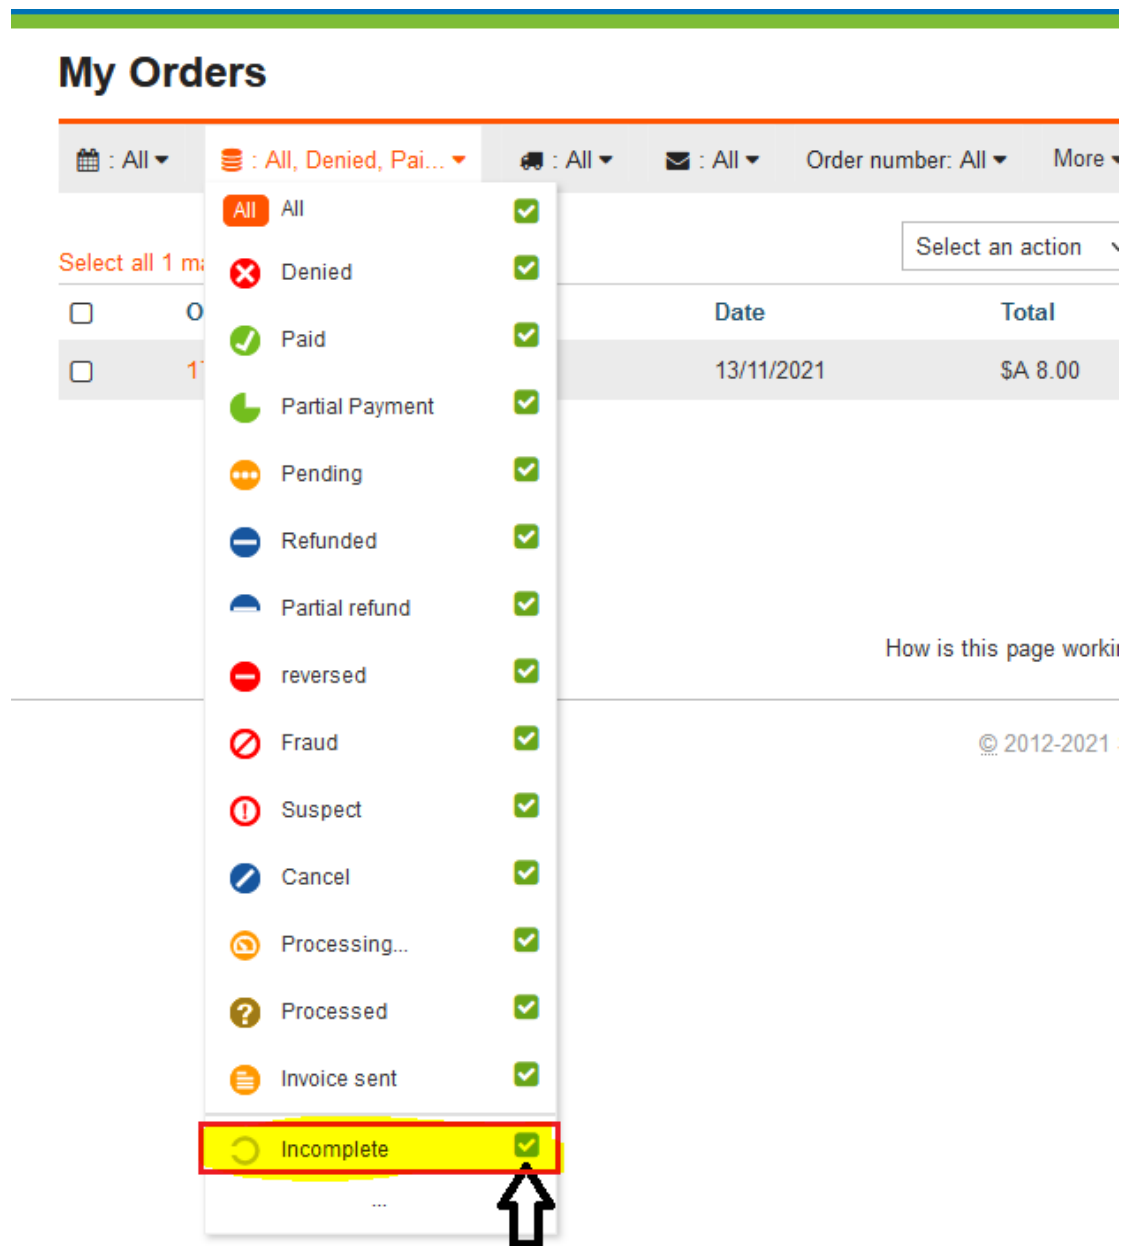 My Orders
: All
: All, Denied, Pai...
: All
: All
Order number: All
More
All All
Select an action
Select all 1
Denied
Date
Total
Paid
13/11/2021
$A 8.00
Partial Payment
Pending
Refunded
Partial refund
How is this page
reversed
Fraud
© 2012-2021
Suspect
Cancel
Processing...
Processed
Invoice sent
Incomplete
...